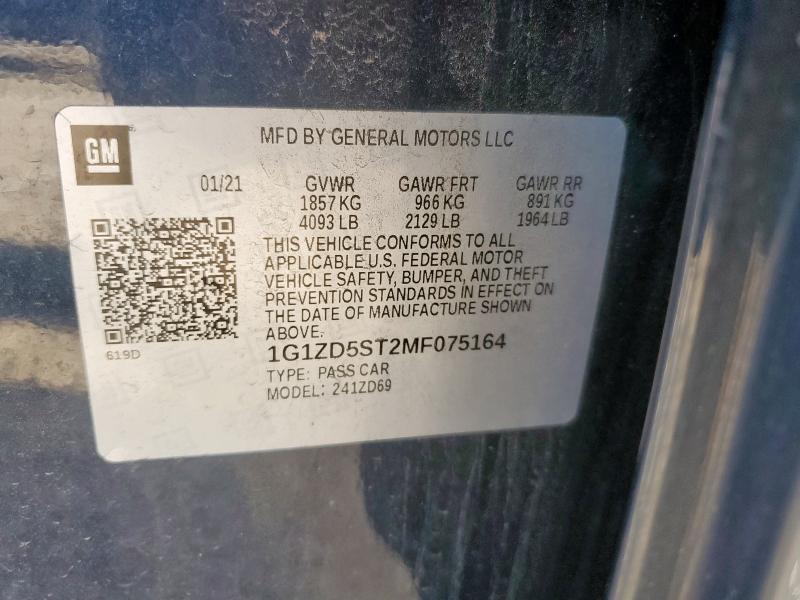 GM
MFD BY GENERAL MOTORS LLC
01/21 GVWR GAWR FRT GAWR RR
1857 KG 966 KG 891 KG
4093 LB 2129 LB 1964 LB
THIS VEHICLE CONFORMS TO ALL
APPLICABLE U.S. FEDERAL MOTOR
VEHICLE SAFETY, BUMPER, AND THEFT
PREVENTION STANDARDS IN EFFECT ON
THE DATE OF MANUFACTURE SHOWN
ABOVE.
619D
1G1ZD5ST2MF075164
TYPE: PASS CAR
MODEL: 241ZD69